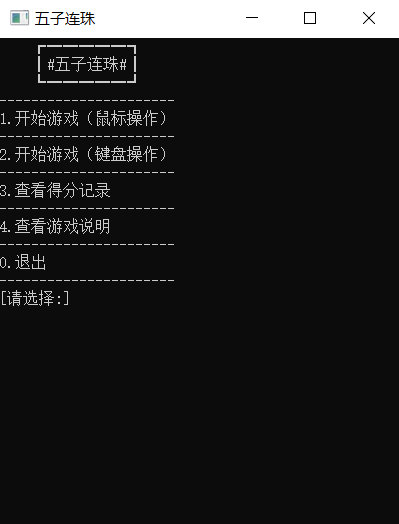 五子连珠
#五子连珠#
1.开始游戏（鼠标操作）
2.开始游戏（键盘操作）
3.查看得分记录
4.查看游戏说明
0.退出
[请选择:]